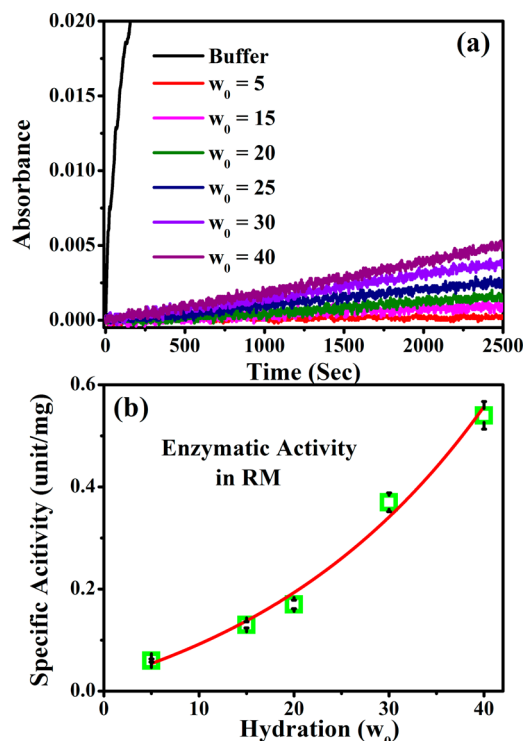 (a)
0.020
0.015
0.010
0.005
0.000
Absorbance
Buffer
w₀ = 5
w₀ = 15
w₀ = 20
w₀ = 25
w₀ = 30
w₀ = 40
0 500 1000 1500 2000 2500
Time (Sec)
(b)
0.6
0.4
0.2
0.0
Specific Acitivity (unit/mg)
Enzymatic Activity
in RM
0 10 20 30 40
Hydration (w₀)